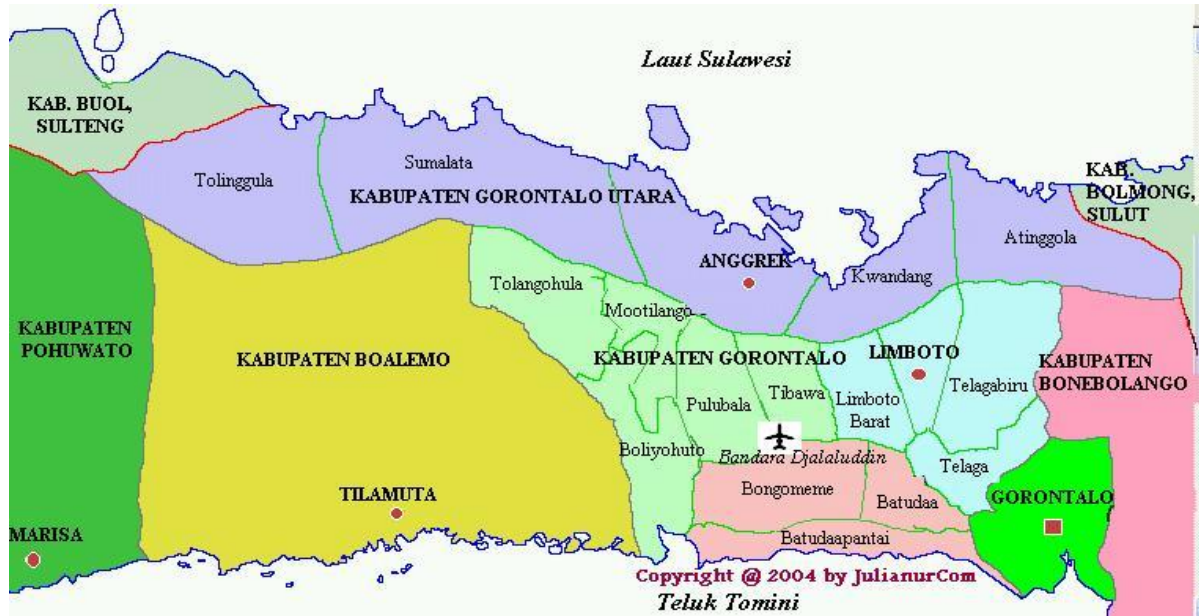 Laut Sulawesi
KAB. BUOL,
SULTENG
Tolinggula
Sumalata
KABUPATEN GORONTALO UTARA
KAB.
BOLMONG,
SULUT
Atinggola
ANGGREK
Kwandang
Tolangohula
Mootilango
KABUPATEN
POHUWATO
KABUPATEN BOALEMO
KABUPATEN GORONTALO
LIMBOTO
KABUPATEN
BONEBOLANGO
Pulubala
Tibawa
Limboto
Barat
Telagabiru
Boliyohuto
Bandara Djalaluddin
Telaga
TILAMUTA
Bongomeme
Batudaa
GORONTALO
MARISA
Batudaapantai
Copyright @ 2004 by JulianurCom
Teluk Tomini